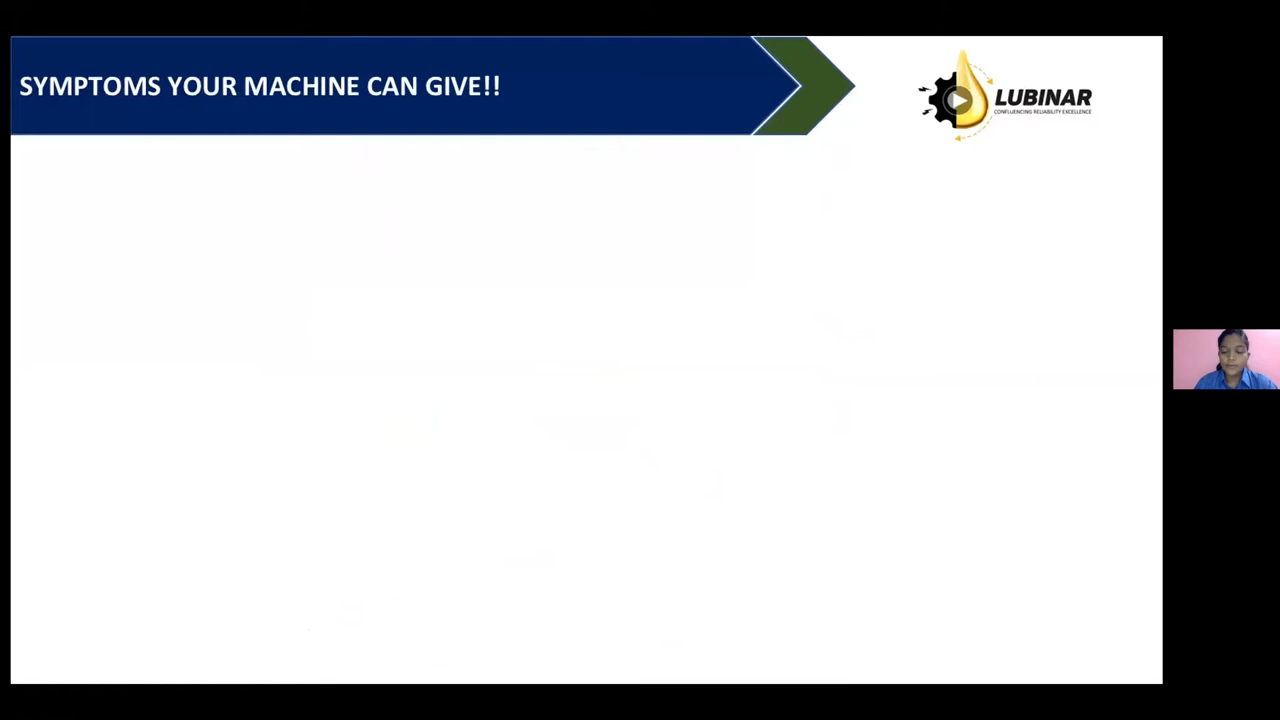 SYMPTOMS YOUR MACHINE CAN GIVE!!
LUBINAR
CONFLUENCING RELIABILITY EXCELLENCE